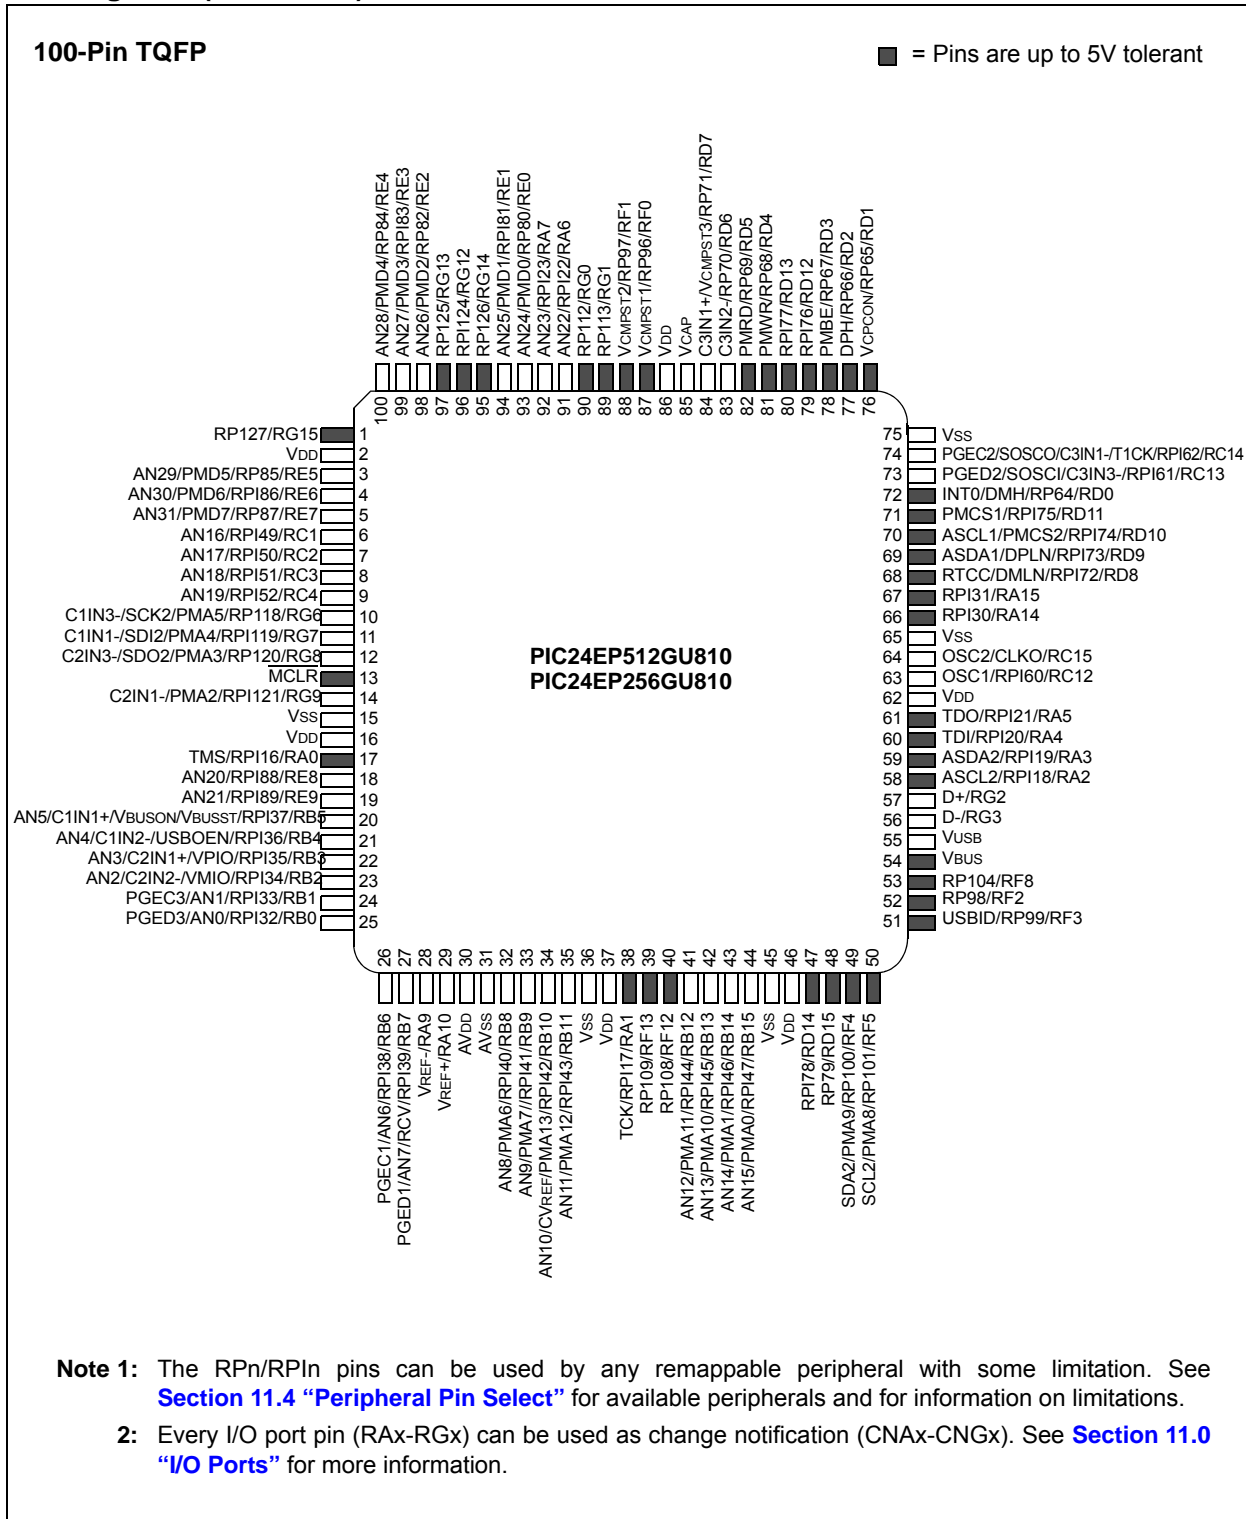 100-Pin TQFP
= Pins are up to 5V tolerant
AN28/PMD4/RP84/RE4
AN27/PMD3/RPI83/RE3
AN26/PMD2/RP82/RE2
RP125/RG13
RPI124/RG12
RP126/RG14
AN25/PMD1/RPI81/RE1
AN24/PMD0/RP80/RE0
AN23/RPI23/RA7
AN22/RPI22/RA6
RP112/RG0
RP113/RG1
VCMPST2/RP97/RF1
VCMPST1/RP96/RF0
VDD
VCAP
C3IN1+/VCMPST3/RP71/RD7
C3IN2-/RP70/RD6
PMRD/RP69/RD5
PMWR/RP68/RD4
RPI77/RD13
RPI76/RD12
PMBE/RP67/RD3
DPH/RP66/RD2
VCPCON/RP65/RD1
100 99 98 97 96 95 94 93 92 91 90 89 88 87 86 85 84 83 82 81 80 79 78 77 76
RP127/RG15 1
VDD 2
AN29/PMD5/RP85/RE5 3
AN30/PMD6/RPI86/RE6 4
AN31/PMD7/RP87/RE7 5
AN16/RPI49/RC1 6
AN17/RPI50/RC2 7
AN18/RPI51/RC3 8
AN19/RPI52/RC4 9
C1IN3-/SCK2/PMA5/RP118/RG6 10
C1IN1-/SDI2/PMA4/RPI119/RG7 11
C2IN3-/SDO2/PMA3/RP120/RG8 12
MCLR 13
C2IN1-/PMA2/RPI121/RG9 14
VSS 15
VDD 16
TMS/RPI16/RA0 17
AN20/RPI88/RE8 18
AN21/RPI89/RE9 19
AN5/C1IN1+/VBUSON/VBUSST/RPI37/RB5 20
AN4/C1IN2-/USBOEN/RPI36/RB4 21
AN3/C2IN1+/VPIO/RPI35/RB3 22
AN2/C2IN2-/VMIO/RPI34/RB2 23
PGEC3/AN1/RPI33/RB1 24
PGED3/AN0/RPI32/RB0 25
PIC24EP512GU810
PIC24EP256GU810
75 VSS
74 PGEC2/SOSCO/C3IN1-/T1CK/RPI62/RC14
73 PGED2/SOSCI/C3IN3-/RPI61/RC13
72 INT0/DMH/RP64/RD0
71 PMCS1/RPI75/RD11
70 ASCL1/PMCS2/RPI74/RD10
69 ASDA1/DPLN/RPI73/RD9
68 RTCC/DMLN/RPI72/RD8
67 RPI31/RA15
66 RPI30/RA14
65 VSS
64 OSC2/CLKO/RC15
63 OSC1/RPI60/RC12
62 VDD
61 TDO/RPI21/RA5
60 TDI/RPI20/RA4
59 ASDA2/RPI19/RA3
58 ASCL2/RPI18/RA2
57 D+/RG2
56 D-/RG3
55 VUSB
54 VBUS
53 RP104/RF8
52 RP98/RF2
51 USBID/RP99/RF3
26 27 28 29 30 31 32 33 34 35 36 37 38 39 40 41 42 43 44 45 46 47 48 49 50
PGEC1/AN6/RPI38/RB6
PGED1/AN7/RCV/RPI39/RB7
VREF-/RA9
VREF+/RA10
AVDD
AVSS
AN8/PMA6/RPI40/RB8
AN9/PMA7//RPI41/RB9
AN10/CVREF/PMA13/RPI42/RB10
AN11/PMA12/RPI43/RB11
VSS
VDD
TCK/RPI17/RA1
RP109/RF13
RP108/RF12
AN12/PMA11/RPI44/RB12
AN13/PMA10/RPI45/RB13
AN14/PMA1/RPI46/RB14
AN15/PMA0/RPI47/RB15
VSS
VDD
RPI78/RD14
RP79/RD15
SDA2/PMA9/RP100/RF4
SCL2/PMA8/RP101/RF5
Note 1: The RPn/RPIn pins can be used by any remappable peripheral with some limitation. See
Section 11.4 “Peripheral Pin Select” for available peripherals and for information on limitations.
2: Every I/O port pin (RAx-RGx) can be used as change notification (CNAx-CNGx). See Section 11.0
“I/O Ports” for more information.